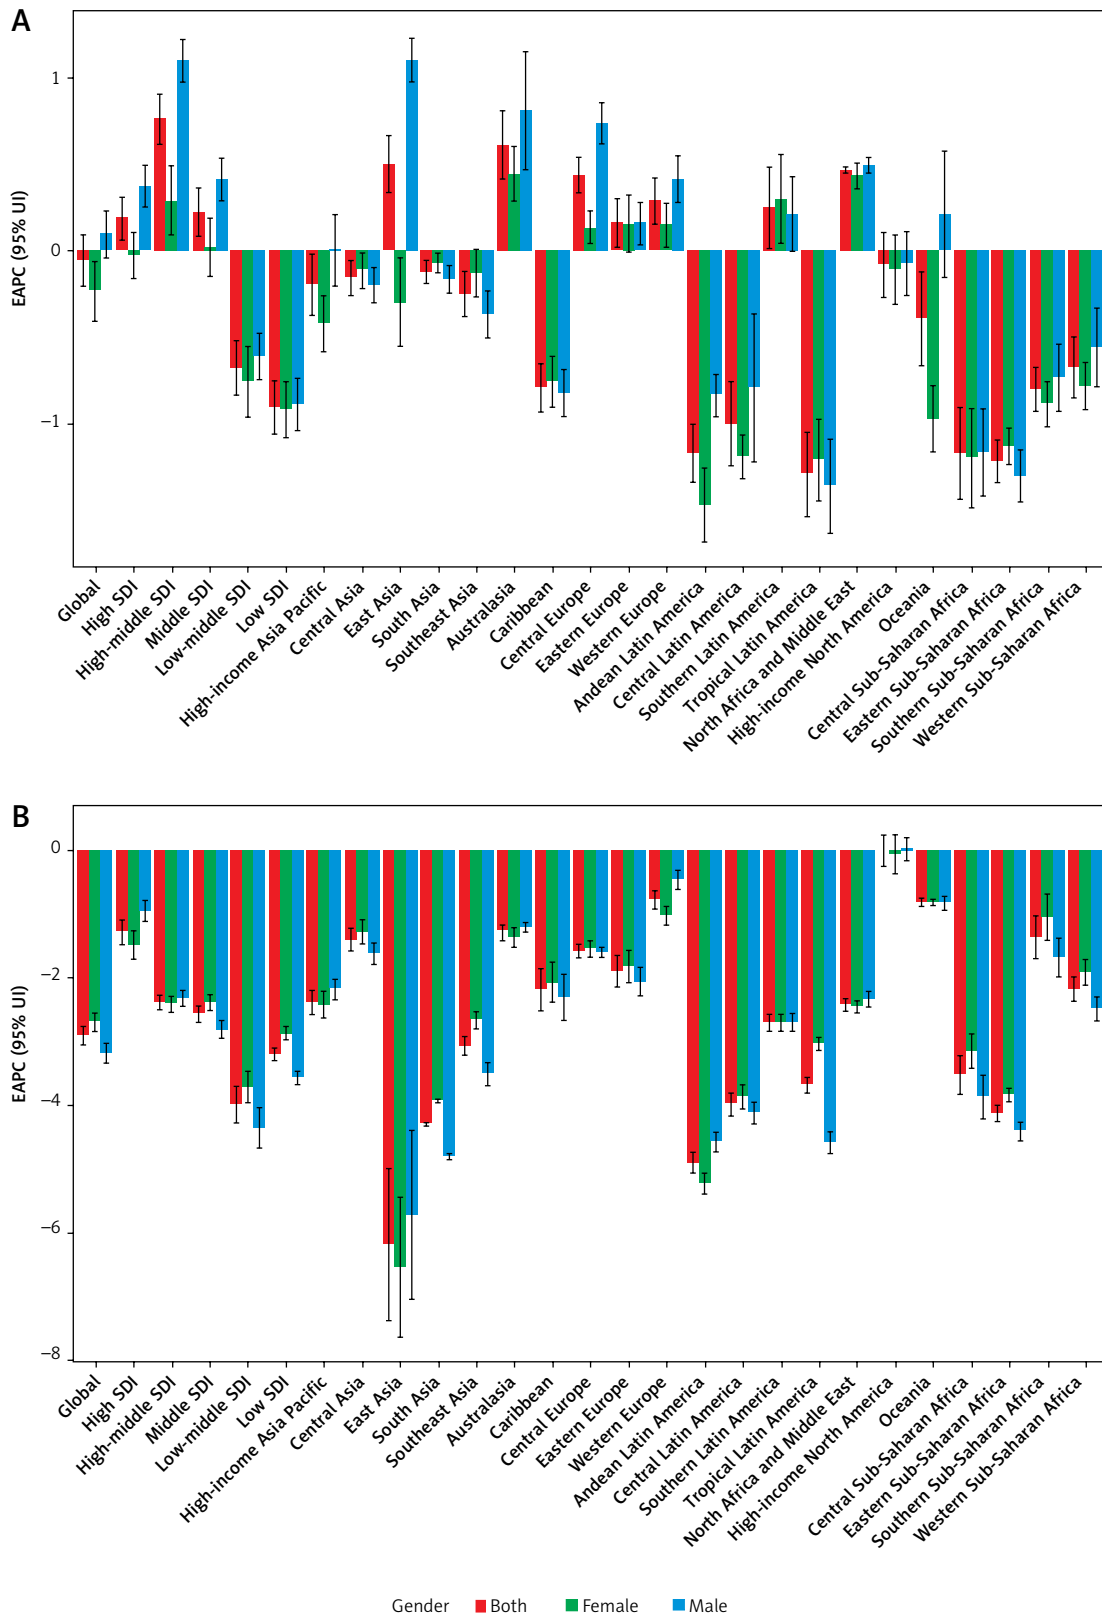 A
EAPC (95% UI)
1
0
−1
Global
High SDI
High-middle SDI
Middle SDI
Low-middle SDI
Low SDI
High-income Asia Pacific
Central Asia
East Asia
South Asia
Southeast Asia
Australasia
Caribbean
Central Europe
Eastern Europe
Western Europe
Andean Latin America
Central Latin America
Southern Latin America
Tropical Latin America
North Africa and Middle East
High-income North America
Oceania
Central Sub-Saharan Africa
Eastern Sub-Saharan Africa
Southern Sub-Saharan Africa
Western Sub-Saharan Africa
B
EAPC (95% UI)
0
−2
−4
−6
−8
Global
High SDI
High-middle SDI
Middle SDI
Low-middle SDI
Low SDI
High-income Asia Pacific
Central Asia
East Asia
South Asia
Southeast Asia
Australasia
Caribbean
Central Europe
Eastern Europe
Western Europe
Andean Latin America
Central Latin America
Southern Latin America
Tropical Latin America
North Africa and Middle East
High-income North America
Oceania
Central Sub-Saharan Africa
Eastern Sub-Saharan Africa
Southern Sub-Saharan Africa
Western Sub-Saharan Africa
Gender Both Female Male